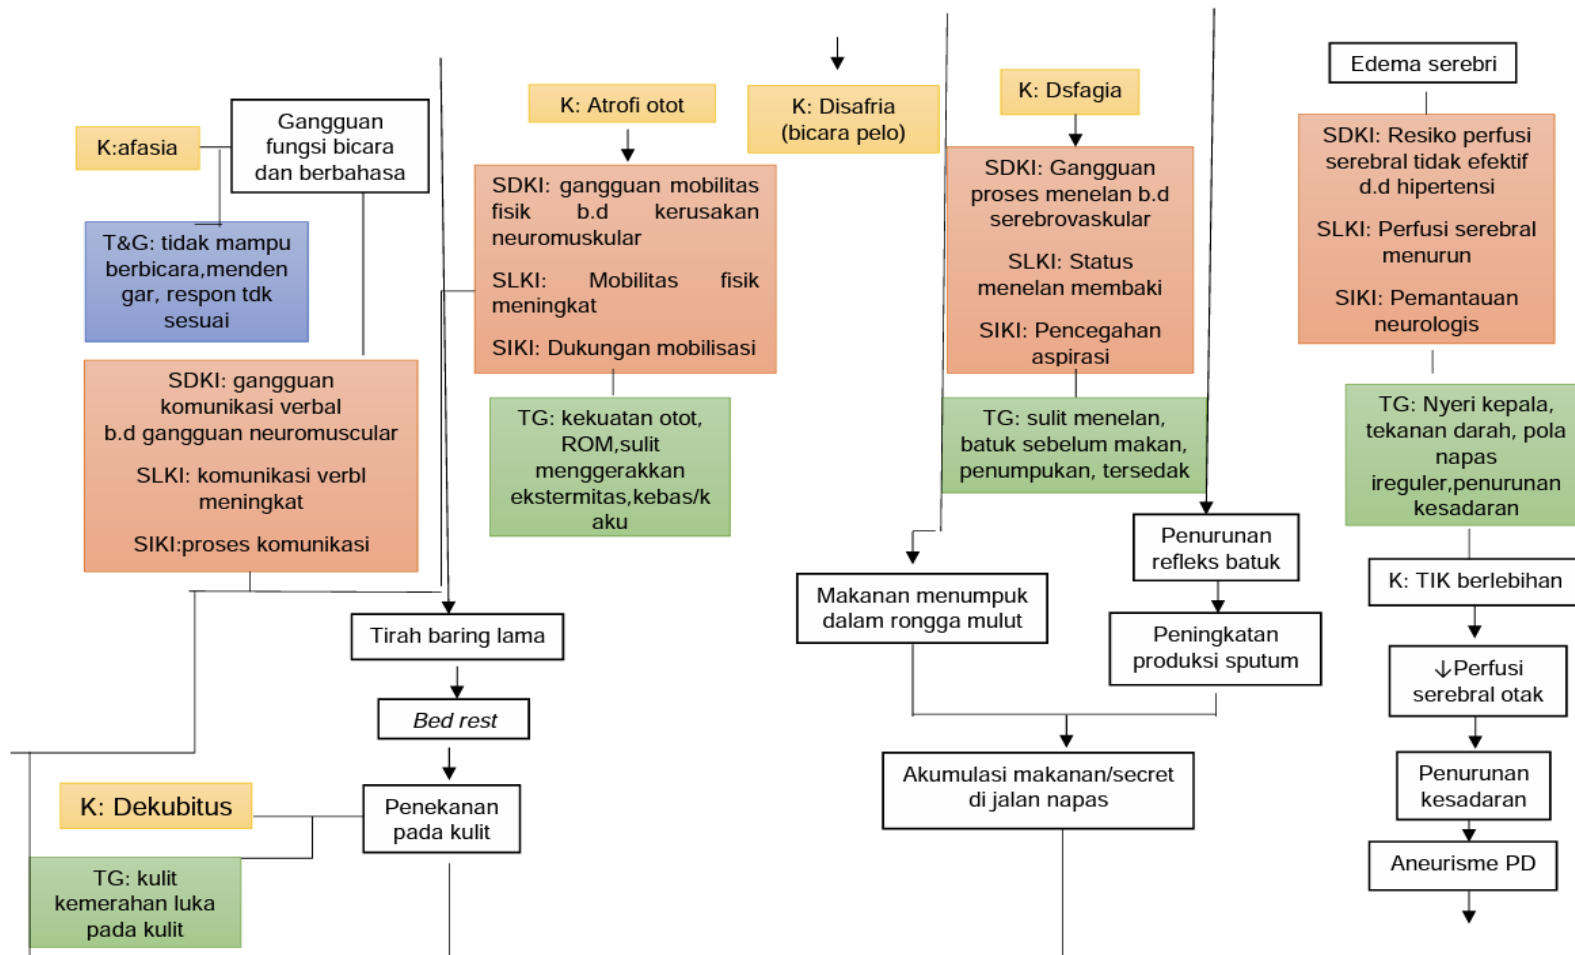 K:afasia
Gangguan
fungsi bicara
dan berbahasa
T&G: tidak mampu
berbicara,menden
gar, respon tdk
sesuai
SDKI: gangguan
komunikasi verbal
b.d gangguan neuromuscular
SLKI: komunikasi verbl
meningkat
SIKI:proses komunikasi
K: Atrofi otot
SDKI: gangguan mobilitas
fisik b.d kerusakan
neuromuskular
SLKI: Mobilitas fisik
meningkat
SIKI: Dukungan mobilisasi
TG: kekuatan otot,
ROM,sulit
menggerakkan
ekstermitas,kebas/k
aku
Tirah baring lama
Bed rest
Penekanan
pada kulit
K: Dekubitus
TG: kulit
kemerahan luka
pada kulit
K: Disafria
(bicara pelo)
K: Dsfagia
SDKI: Gangguan
proses menelan b.d
serebrovaskular
SLKI: Status
menelan membaki
SIKI: Pencegahan
aspirasi
TG: sulit menelan,
batuk sebelum makan,
penumpukan, tersedak
Makanan menumpuk
dalam rongga mulut
Penurunan
refleks batuk
Peningkatan
produksi sputum
Akumulasi makanan/secret
di jalan napas
Edema serebri
SDKI: Resiko perfusi
serebral tidak efektif
d.d hipertensi
SLKI: Perfusi serebral
menurun
SIKI: Pemantauan
neurologis
TG: Nyeri kepala,
tekanan darah, pola
napas
ireguler,penurunan
kesadaran
K: TIK berlebihan
↓Perfusi
serebral otak
Penurunan
kesadaran
Aneurisme PD